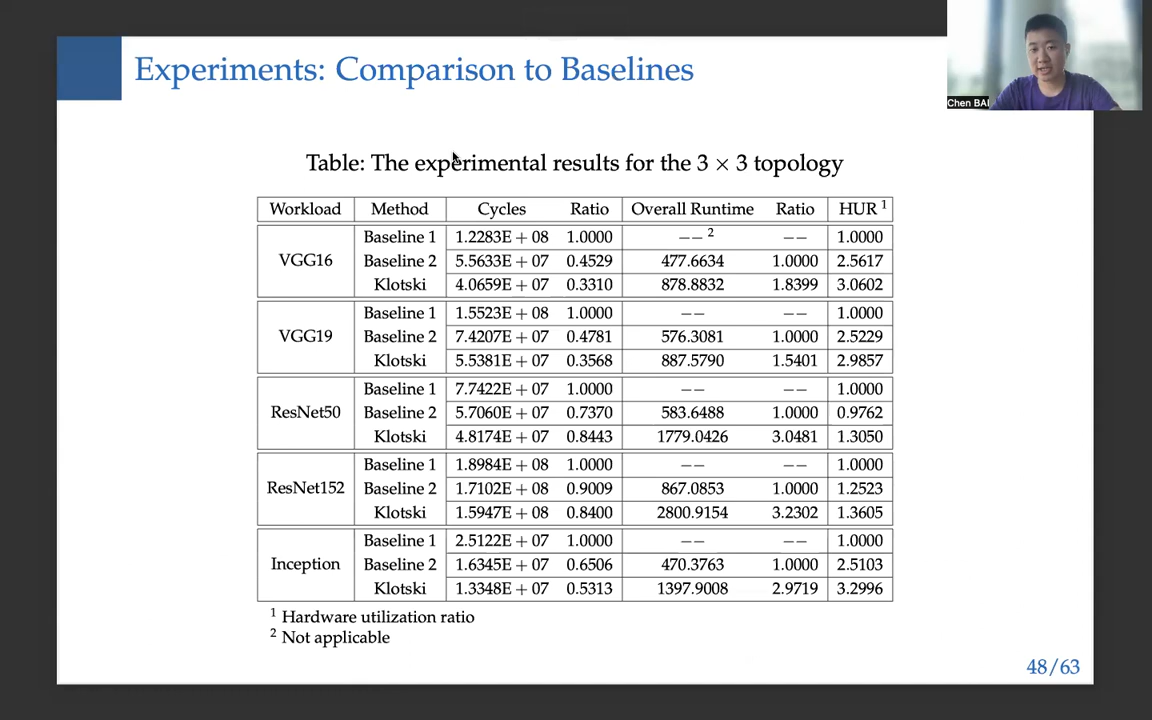 Experiments: Comparison to Baselines
Chen BAI
Table: The experimental results for the 3 × 3 topology
Workload Method Cycles Ratio Overall Runtime Ratio HUR 1
VGG16 Baseline 1 1.2283E + 08 1.0000 −− 2 −− 1.0000
Baseline 2 5.5633E + 07 0.4529 477.6634 1.0000 2.5617
Klotski 4.0659E + 07 0.3310 878.8832 1.8399 3.0602
VGG19 Baseline 1 1.5523E + 08 1.0000 −− −− 1.0000
Baseline 2 7.4207E + 07 0.4781 576.3081 1.0000 2.5229
Klotski 5.5381E + 07 0.3568 887.5790 1.5401 2.9857
ResNet50 Baseline 1 7.7422E + 07 1.0000 −− −− 1.0000
Baseline 2 5.7060E + 07 0.7370 583.6488 1.0000 0.9762
Klotski 4.8174E + 07 0.8443 1779.0426 3.0481 1.3050
ResNet152 Baseline 1 1.8984E + 08 1.0000 −− −− 1.0000
Baseline 2 1.7102E + 08 0.9009 867.0853 1.0000 1.2523
Klotski 1.5947E + 08 0.8400 2800.9154 3.2302 1.3605
Inception Baseline 1 2.5122E + 07 1.0000 −− −− 1.0000
Baseline 2 1.6345E + 07 0.6506 470.3763 1.0000 2.5103
Klotski 1.3348E + 07 0.5313 1397.9008 2.9719 3.2996
1 Hardware utilization ratio
2 Not applicable
48/63